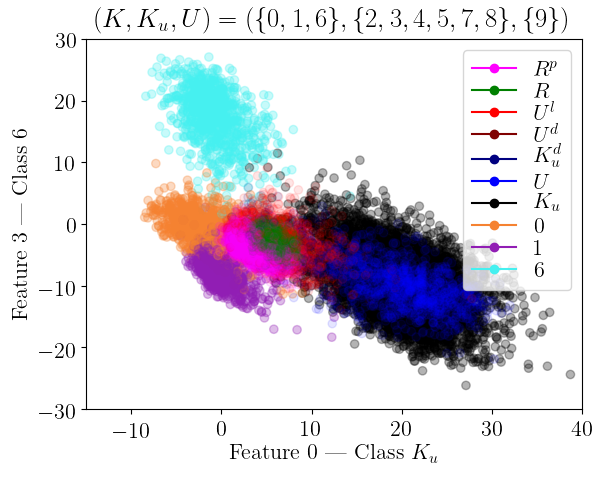 (K, K_u, U) = ({0, 1, 6}, {2, 3, 4, 5, 7, 8}, {9})
30
20
10
0
−10
−20
−30
Feature 3 — Class 6
R^p
R
U^l
U^d
K_u^d
U
K_u
0
1
6
−10
0
10
20
30
40
Feature 0 — Class K_u